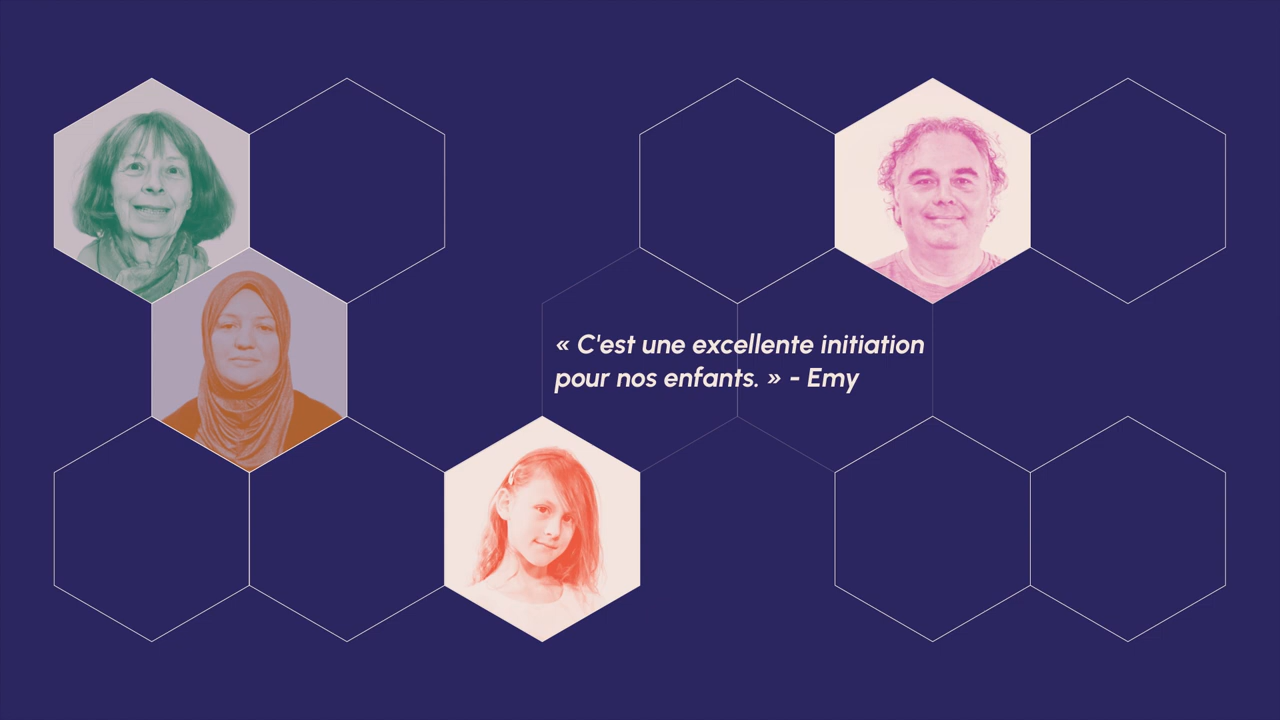 « C'est une excellente initiation
pour nos enfants. » - Emy